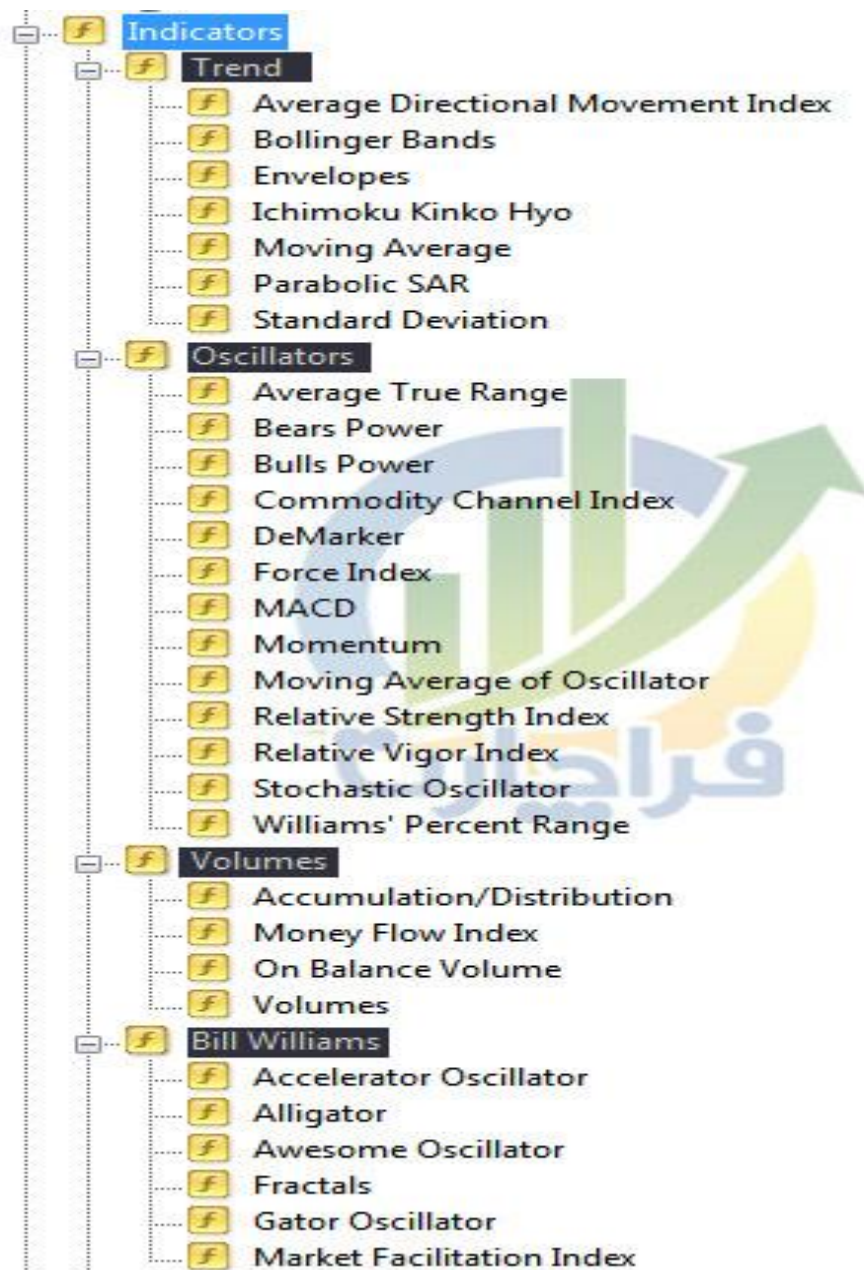 Indicators
Trend
Average Directional Movement Index
Bollinger Bands
Envelopes
Ichimoku Kinko Hyo
Moving Average
Parabolic SAR
Standard Deviation
Oscillators
Average True Range
Bears Power
Bulls Power
Commodity Channel Index
DeMarker
Force Index
MACD
Momentum
Moving Average of Oscillator
Relative Strength Index
Relative Vigor Index
فراچارت
Stochastic Oscillator
Williams' Percent Range
Volumes
Accumulation/Distribution
Money Flow Index
On Balance Volume
Volumes
Bill Williams
Accelerator Oscillator
Alligator
Awesome Oscillator
Fractals
Gator Oscillator
Market Facilitation Index